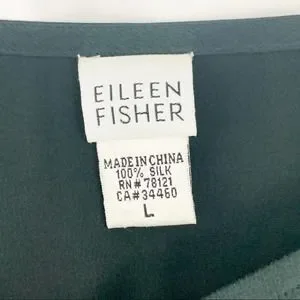 EILEEN
FISHER
MADE IN CHINA
100% SILK
RN# 78121
CA#34460
L